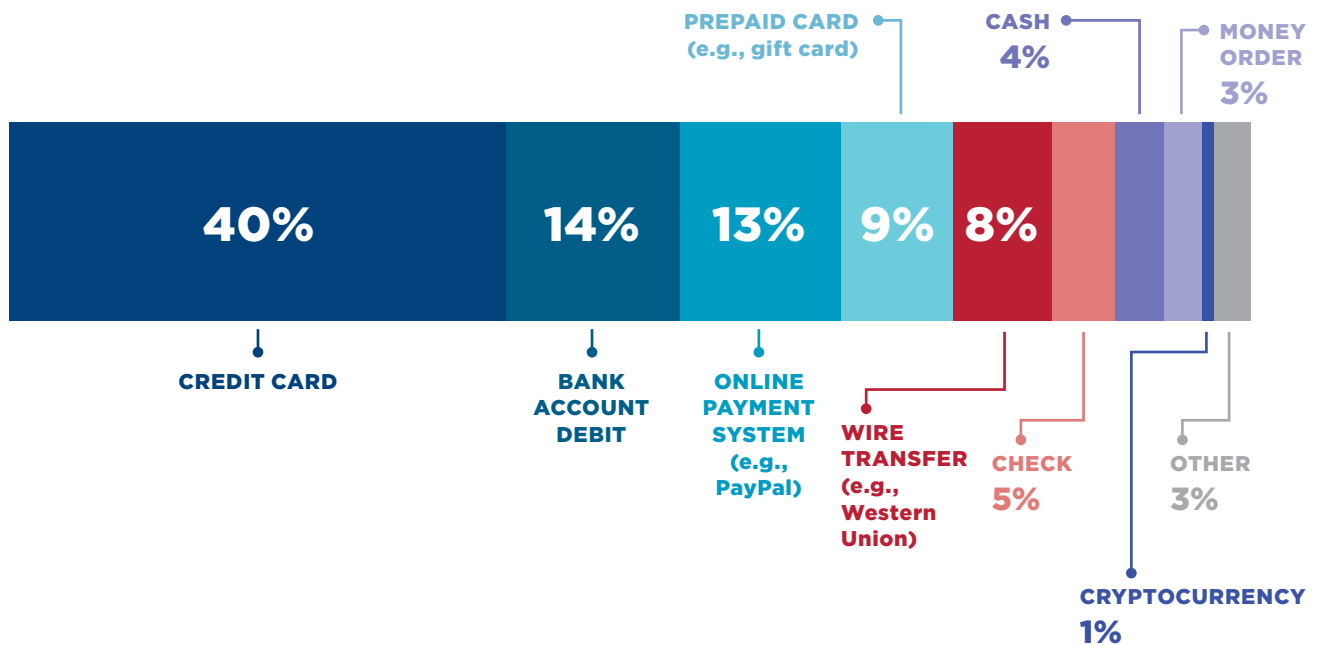 PREPAID CARD
(e.g., gift card)
CASH
4%
MONEY
ORDER
3%
40%
14%
13%
9%
8%
CREDIT CARD
BANK
ACCOUNT
DEBIT
ONLINE
PAYMENT
SYSTEM
(e.g.,
PayPal)
WIRE
TRANSFER
(e.g.,
Western
Union)
CHECK
5%
OTHER
3%
CRYPTOCURRENCY
1%